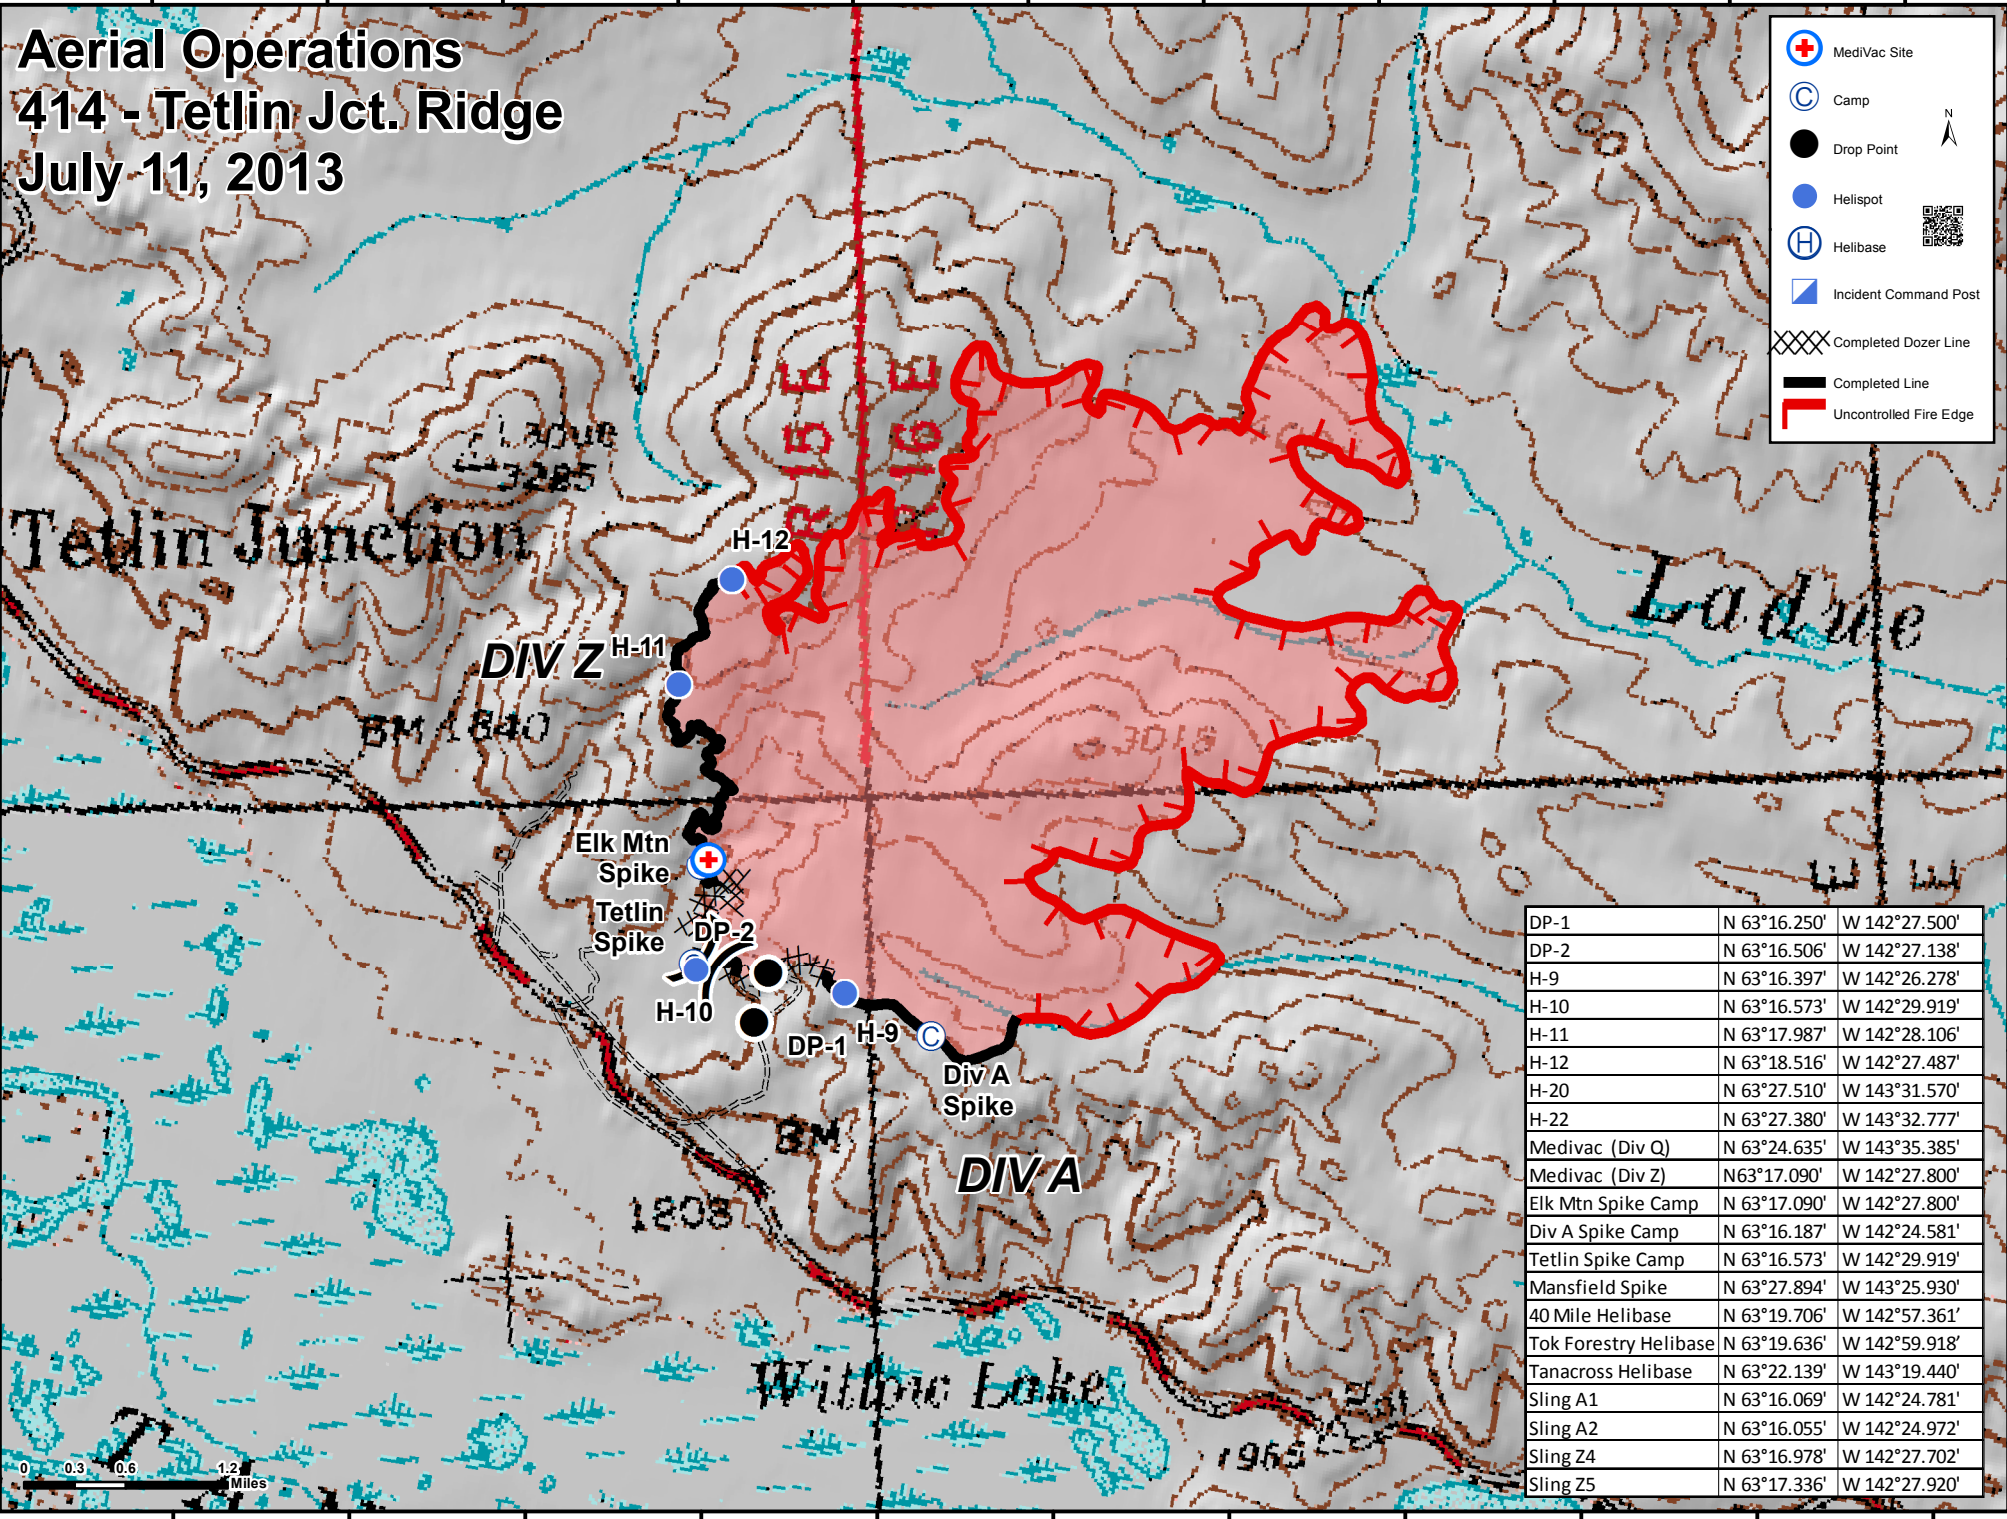 Aerial Operations
414 - Tetlin Jct. Ridge
July 11, 2013
MediVac Site
Camp
N
Drop Point
Helispot
Helibase
Incident Command Post
Completed Dozer Line
Completed Line
Uncontrolled Fire Edge
R 15 E
R 16 E
Ladue
3285
Tetlin Junction
H-12
Ladue
DIV Z
H-11
BM 1840
3018
Elk Mtn
Spike
Tetlin
Spike
DP-2
H-10
DP-1
H-9
C
Div A
Spike
BM
1808
DIV A
Willow Lake
1968
0 0.3 0.6 1.2
Miles
DP-1 N 63°16.250' W 142°27.500'
DP-2 N 63°16.506' W 142°27.138'
H-9 N 63°16.397' W 142°26.278'
H-10 N 63°16.573' W 142°29.919'
H-11 N 63°17.987' W 142°28.106'
H-12 N 63°18.516' W 142°27.487'
H-20 N 63°27.510' W 143°31.570'
H-22 N 63°27.380' W 143°32.777'
Medivac (Div Q) N 63°24.635' W 143°35.385'
Medivac (Div Z) N63°17.090' W 142°27.800'
Elk Mtn Spike Camp N 63°17.090' W 142°27.800'
Div A Spike Camp N 63°16.187' W 142°24.581'
Tetlin Spike Camp N 63°16.573' W 142°29.919'
Mansfield Spike N 63°27.894' W 143°25.930'
40 Mile Helibase N 63°19.706' W 142°57.361'
Tok Forestry Helibase N 63°19.636' W 142°59.918'
Tanacross Helibase N 63°22.139' W 143°19.440'
Sling A1 N 63°16.069' W 142°24.781'
Sling A2 N 63°16.055' W 142°24.972'
Sling Z4 N 63°16.978' W 142°27.702'
Sling Z5 N 63°17.336' W 142°27.920'